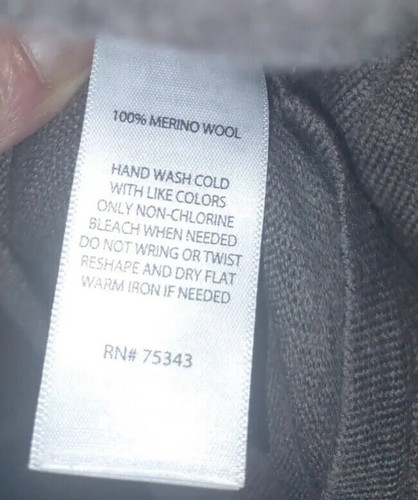 100% MERINO WOOL
HAND WASH COLD
WITH LIKE COLORS
ONLY NON-CHLORINE
BLEACH WHEN NEEDED
DO NOT WRING OR TWIST
RESHAPE AND DRY FLAT
WARM IRON IF NEEDED
RN# 75343